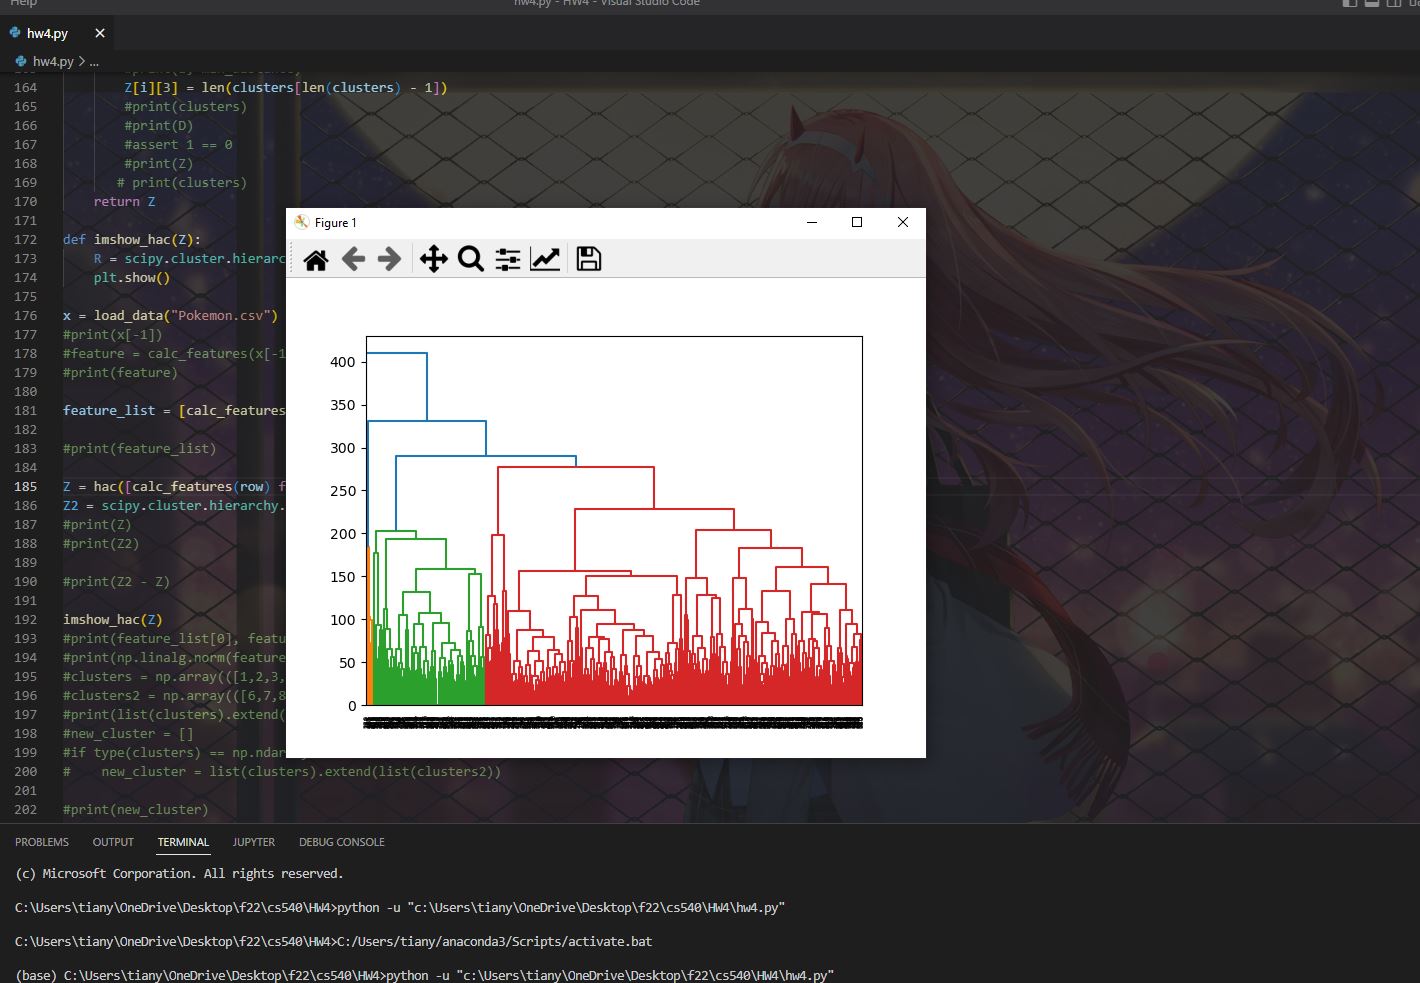 Help
hw4.py - HW4 - Visual Studio Code
hw4.py
hw4.py > ...
164 Z[i][3] = len(clusters[len(clusters) - 1])
165 #print(clusters)
166 #print(D)
167 #assert 1 == 0
168 #print(Z)
169 # print(clusters)
170 return Z
171
172 def imshow_hac(Z):
173 R = scipy.cluster.hierarc
174 plt.show()
175
176 x = load_data("Pokemon.csv")
177 #print(x[-1])
178 #feature = calc_features(x[-1
179 #print(feature)
180
181 feature_list = [calc_features
182
183 #print(feature_list)
184
185 Z = hac([calc_features(row) f
186 Z2 = scipy.cluster.hierarchy.
187 #print(Z)
188 #print(Z2)
189
190 #print(Z2 - Z)
191
192 imshow_hac(Z)
193 #print(feature_list[0], featu
194 #print(np.linalg.norm(feature
195 #clusters = np.array(([1,2,3,
196 #clusters2 = np.array(([6,7,8
197 #print(list(clusters).extend(
198 #new_cluster = []
199 #if type(clusters) == np.ndar
200 # new_cluster = list(clusters).extend(list(clusters2))
201
202 #print(new_cluster)
Figure 1
400
350
300
250
200
150
100
50
0
PROBLEMS OUTPUT TERMINAL JUPYTER DEBUG CONSOLE
(c) Microsoft Corporation. All rights reserved.
C:\Users\tiany\OneDrive\Desktop\f22\cs540\HW4>python -u "c:\Users\tiany\OneDrive\Desktop\f22\cs540\HW4\hw4.py"
C:\Users\tiany\OneDrive\Desktop\f22\cs540\HW4>C:/Users/tiany/anaconda3/Scripts/activate.bat
(base) C:\Users\tiany\OneDrive\Desktop\f22\cs540\HW4>python -u "c:\Users\tiany\OneDrive\Desktop\f22\cs540\HW4\hw4.py"